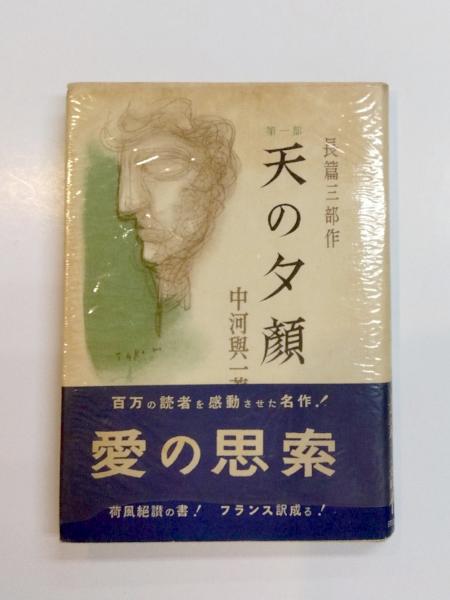 長篇三部作
第一部
天の夕顔
中河與一著
百万の読者を感動させた名作!
愛の思索
荷風絕讃の書! フランス訳成る!